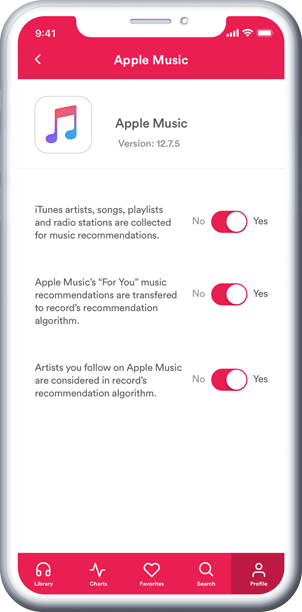 9:41
Apple Music
Apple Music
Version: 12.7.5
iTunes artists, songs, playlists
and radio stations are collected
for music recommendations.
No Yes
Apple Music's “For You” music
recommendations are transfered
to record's recommendation
algorithm.
No Yes
Artists you follow on Apple Music
are considered in record's
recommendation algorithm.
No Yes
Library Charts Favorites Search Profile